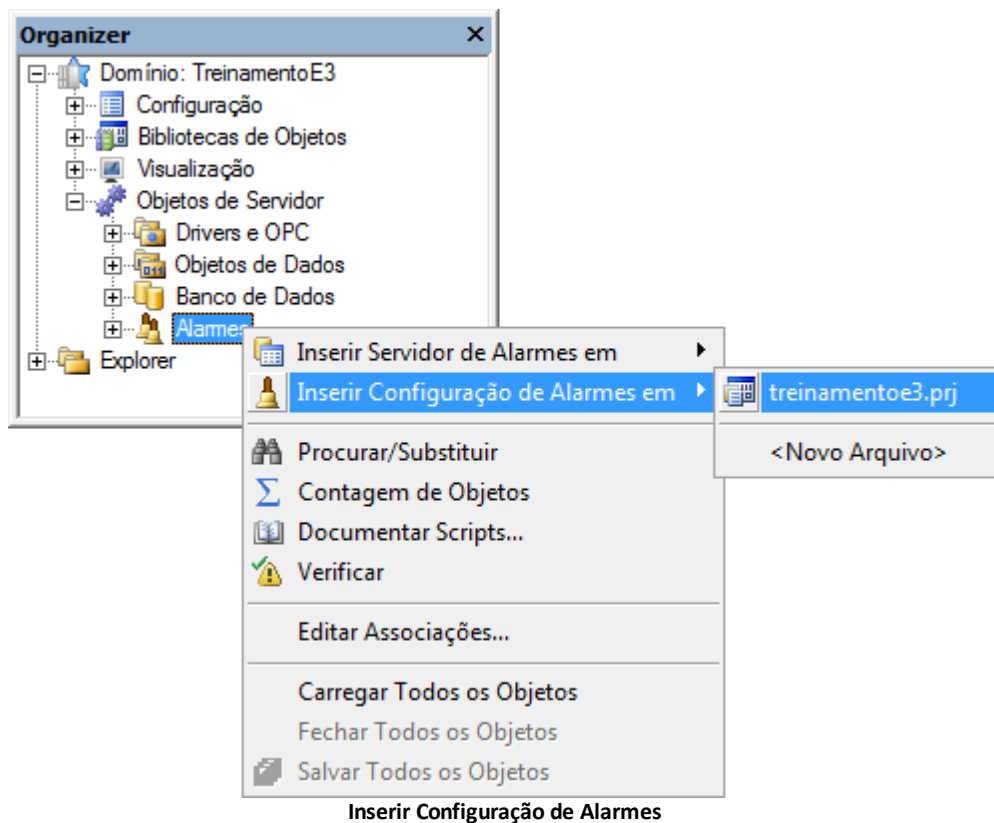 Organizer
Domínio: TreinamentoE3
Configuração
Bibliotecas de Objetos
Visualização
Objetos de Servidor
Drivers e OPC
Objetos de Dados
Banco de Dados
Alarmes
Explorer
Inserir Servidor de Alarmes em
Inserir Configuração de Alarmes em
treinamentoe3.prj
<Novo Arquivo>
Procurar/Substituir
Contagem de Objetos
Documentar Scripts...
Verificar
Editar Associações...
Carregar Todos os Objetos
Fechar Todos os Objetos
Salvar Todos os Objetos
Inserir Configuração de Alarmes